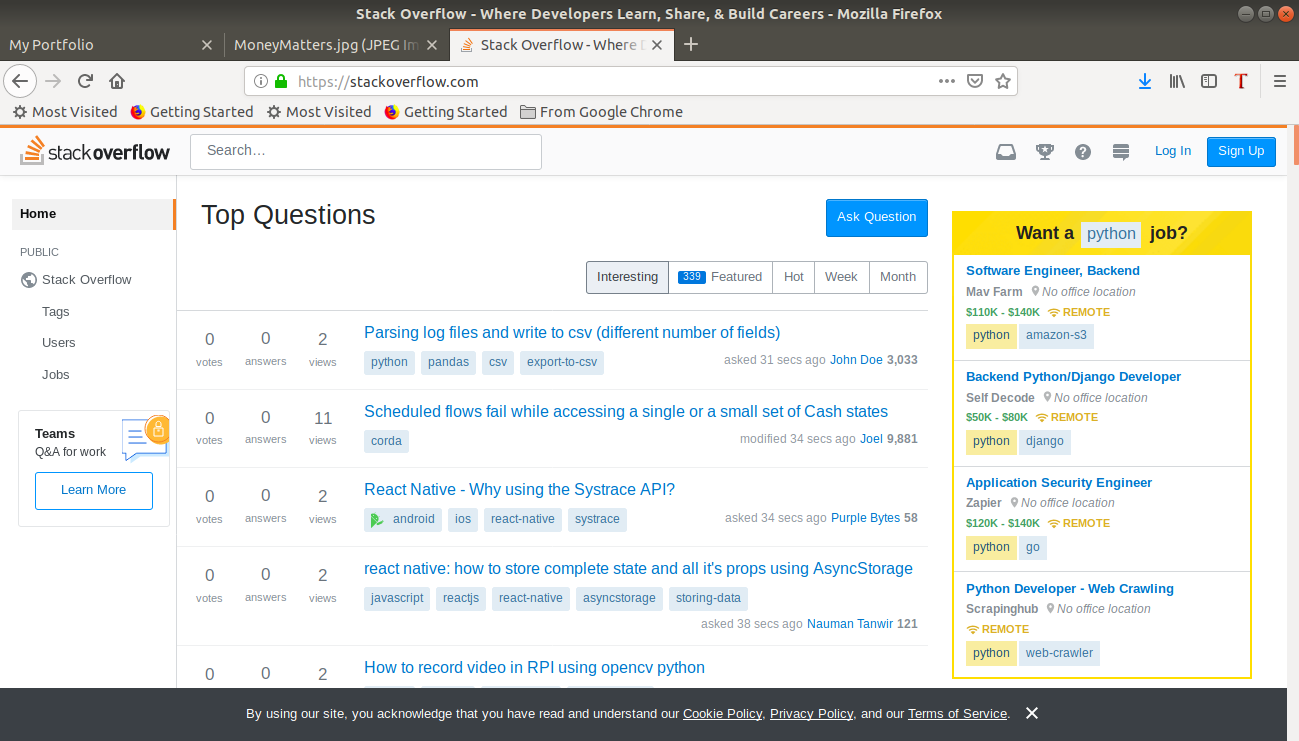 Stack Overflow - Where Developers Learn, Share, & Build Careers - Mozilla Firefox
My Portfolio
MoneyMatters.jpg (JPEG Im
Stack Overflow - Where D
https://stackoverflow.com
Most Visited Getting Started Most Visited Getting Started From Google Chrome
stackoverflow
Search…
Log In
Sign Up
Home
PUBLIC
Stack Overflow
Tags
Users
Jobs
Teams
Q&A for work
Learn More
Top Questions
Ask Question
Interesting 339 Featured Hot Week Month
0 votes 0 answers 2 views
Parsing log files and write to csv (different number of fields)
python pandas csv export-to-csv
asked 31 secs ago John Doe 3,033
0 votes 0 answers 11 views
Scheduled flows fail while accessing a single or a small set of Cash states
corda
modified 34 secs ago Joel 9,881
0 votes 0 answers 2 views
React Native - Why using the Systrace API?
android ios react-native systrace
asked 34 secs ago Purple Bytes 58
0 votes 0 answers 2 views
react native: how to store complete state and all it's props using AsyncStorage
javascript reactjs react-native asyncstorage storing-data
asked 38 secs ago Nauman Tanwir 121
0 0 2
How to record video in RPI using opencv python
Want a python job?
Software Engineer, Backend
Mav Farm No office location
$110K - $140K REMOTE
python amazon-s3
Backend Python/Django Developer
Self Decode No office location
$50K - $80K REMOTE
python django
Application Security Engineer
Zapier No office location
$120K - $140K REMOTE
python go
Python Developer - Web Crawling
Scrapinghub No office location
REMOTE
python web-crawler
By using our site, you acknowledge that you have read and understand our Cookie Policy, Privacy Policy, and our Terms of Service.